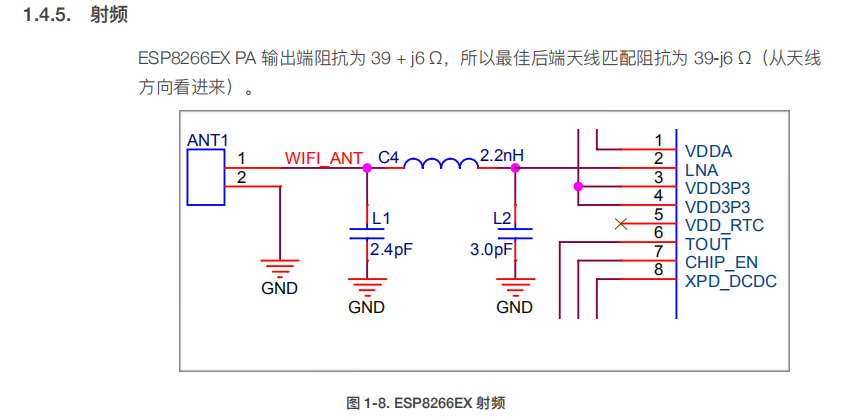 1.4.5. 射频
ESP8266EX PA 输出端阻抗为 39 + j6 Ω，所以最佳后端天线匹配阻抗为 39-j6 Ω（从天线
方向看进来）。
ANT1
1
2
WIFI_ANT
C4
2.2nH
L1
2.4pF
L2
3.0pF
GND
GND
GND
1
VDDA
2
LNA
3
VDD3P3
4
VDD3P3
5
VDD_RTC
6
TOUT
7
CHIP_EN
8
XPD_DCDC
图 1-8. ESP8266EX 射频